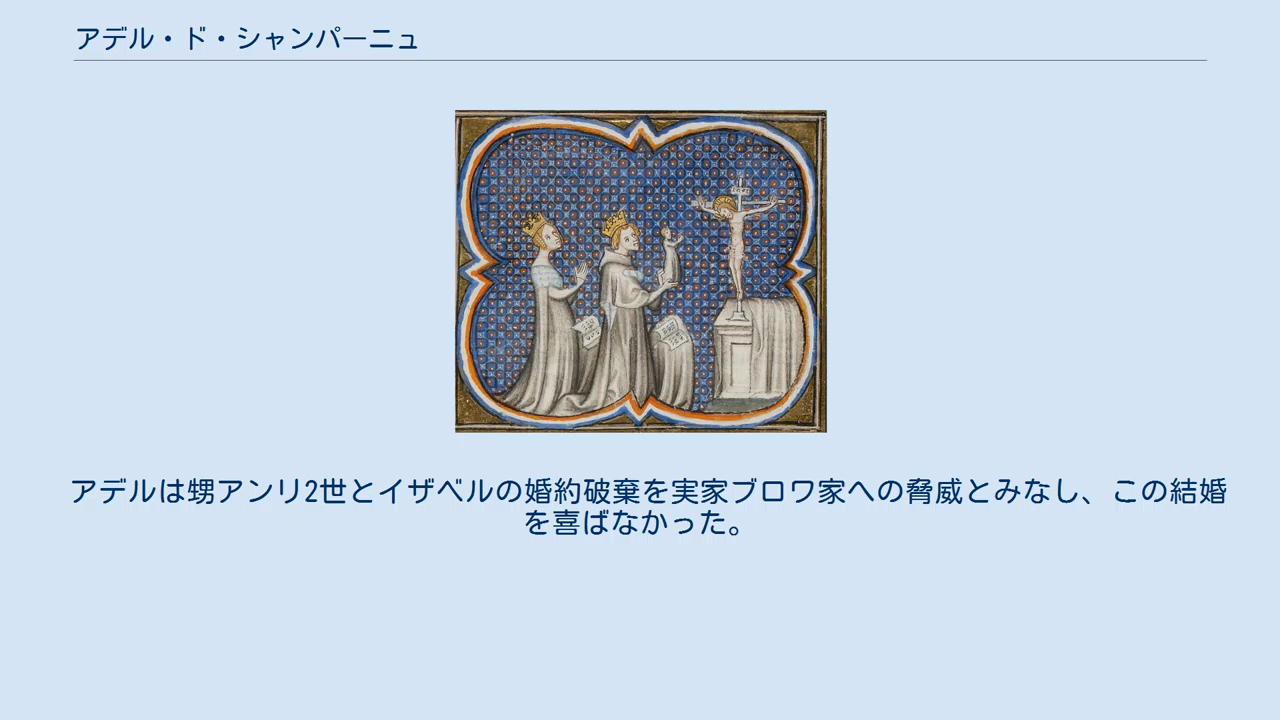 アデル・ド・シャンパーニュ
アデルは甥アンリ2世とイザベルの婚約破棄を実家ブロワ家への脅威とみなし、この結婚
を喜ばなかった。